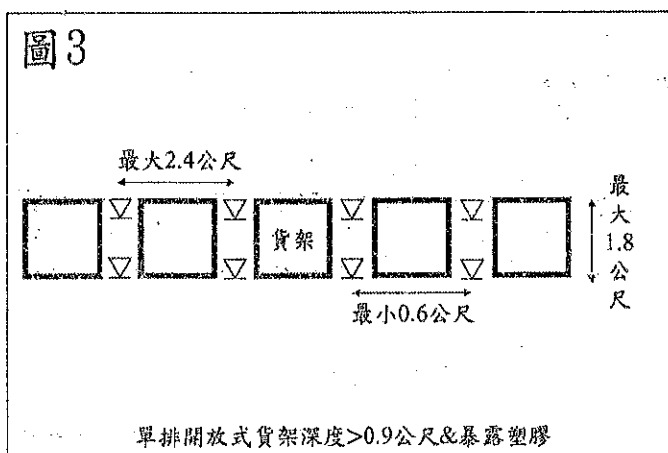 圖3
最大2.4公尺
貨架
最大1.8公尺
最小0.6公尺
單排開放式貨架深度>0.9公尺&暴露塑膠